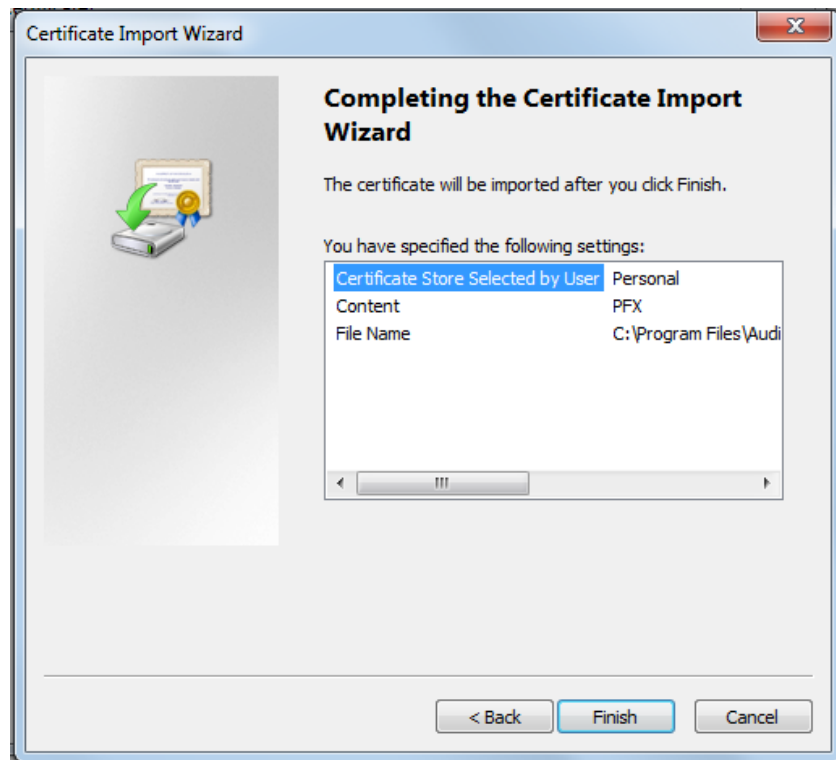 Certificate Import Wizard
Completing the Certificate Import
Wizard
The certificate will be imported after you click Finish.
You have specified the following settings:
Certificate Store Selected by User Personal
Content PFX
File Name C:\Program Files\Audi
< Back Finish Cancel